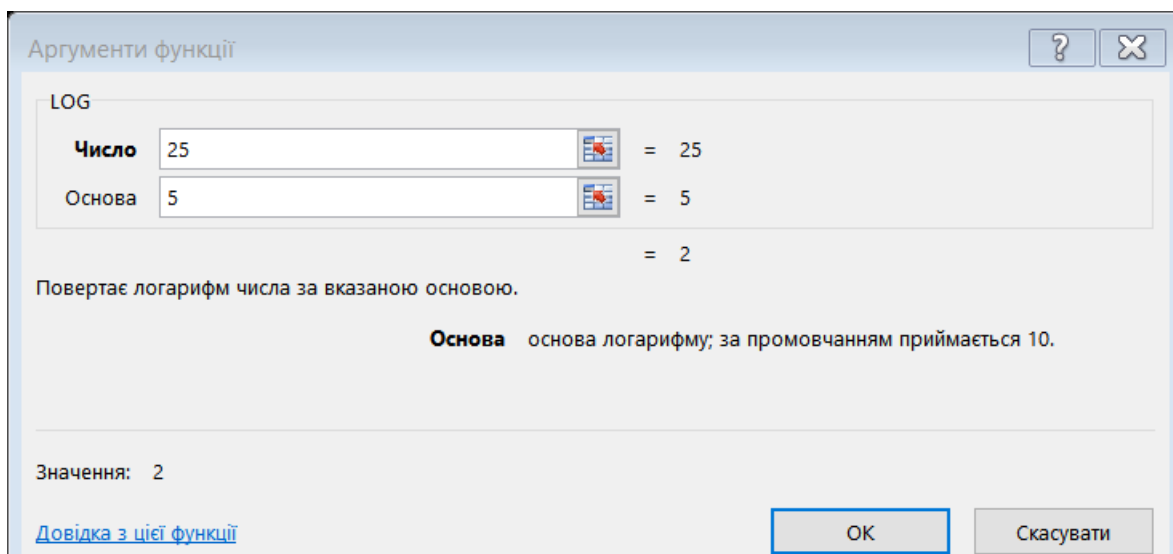 Аргументи функції
LOG
Число 25 = 25
Основа 5 = 5
= 2
Повертає логарифм числа за вказаною основою.
Основа основа логарифму; за промовчанням приймається 10.
Значення: 2
Довідка з цієї функції OK Скасувати